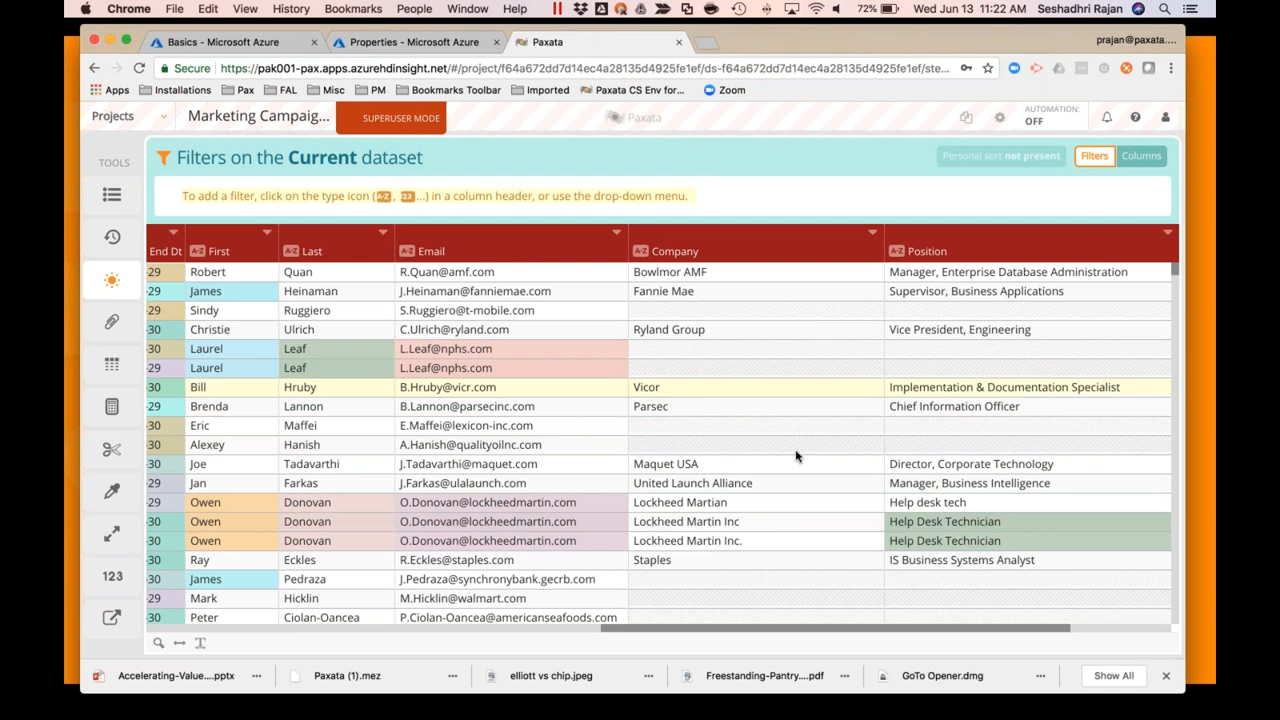 Chrome File Edit View History Bookmarks People Window Help 72% Wed Jun 13 11:22 AM Seshadhri Rajan
Basics - Microsoft Azure Properties - Microsoft Azure Paxata prajan@paxata....
Secure https://pak001-pax.apps.azurehdinsight.net/#/project/f64a672dd7d14ec4a28135d4925fe1ef/ds-f64a672dd7d14ec4a28135d4925fe1ef/ste...
Apps Installations Pax FAL Misc PM Bookmarks Toolbar Imported Paxata CS Env for... Zoom
Projects Marketing Campaig... SUPERUSER MODE Paxata AUTOMATION: OFF
TOOLS Filters on the Current dataset Personal sort not present Filters Columns
To add a filter, click on the type icon (A-Z, 123 ...) in a column header, or use the drop-down menu.
End Dt A-Z First A-Z Last A-Z Email A-Z Company A-Z Position
29 Robert Quan R.Quan@amf.com Bowlmor AMF Manager, Enterprise Database Administration
29 James Heinaman J.Heinaman@fanniemae.com Fannie Mae Supervisor, Business Applications
29 Sindy Ruggiero S.Ruggiero@t-mobile.com
30 Christie Ulrich C.Ulrich@ryland.com Ryland Group Vice President, Engineering
30 Laurel Leaf L.Leaf@nphs.com
29 Laurel Leaf L.Leaf@nphs.com
30 Bill Hruby B.Hruby@vicr.com Vicor Implementation & Documentation Specialist
29 Brenda Lannon B.Lannon@parsecinc.com Parsec Chief Information Officer
30 Eric Maffei E.Maffei@lexicon-inc.com
30 Alexey Hanish A.Hanish@qualityoilnc.com
30 Joe Tadavarthi J.Tadavarthi@maquet.com Maquet USA Director, Corporate Technology
29 Jan Farkas J.Farkas@ulalaunch.com United Launch Alliance Manager, Business Intelligence
29 Owen Donovan O.Donovan@lockheedmartin.com Lockheed Martian Help desk tech
30 Owen Donovan O.Donovan@lockheedmartin.com Lockheed Martin Inc Help Desk Technician
30 Owen Donovan O.Donovan@lockheedmartin.com Lockheed Martin Inc. Help Desk Technician
30 Ray Eckles R.Eckles@staples.com Staples IS Business Systems Analyst
30 James Pedraza J.Pedraza@synchronybank.gecrb.com
29 Mark Hicklin M.Hicklin@walmart.com
30 Peter Ciolan-Oancea P.Ciolan-Oancea@americanseafoods.com
123
Accelerating-Value....pptx Paxata (1).mez elliott vs chip.jpeg Freestanding-Pantry....pdf GoTo Opener.dmg Show All